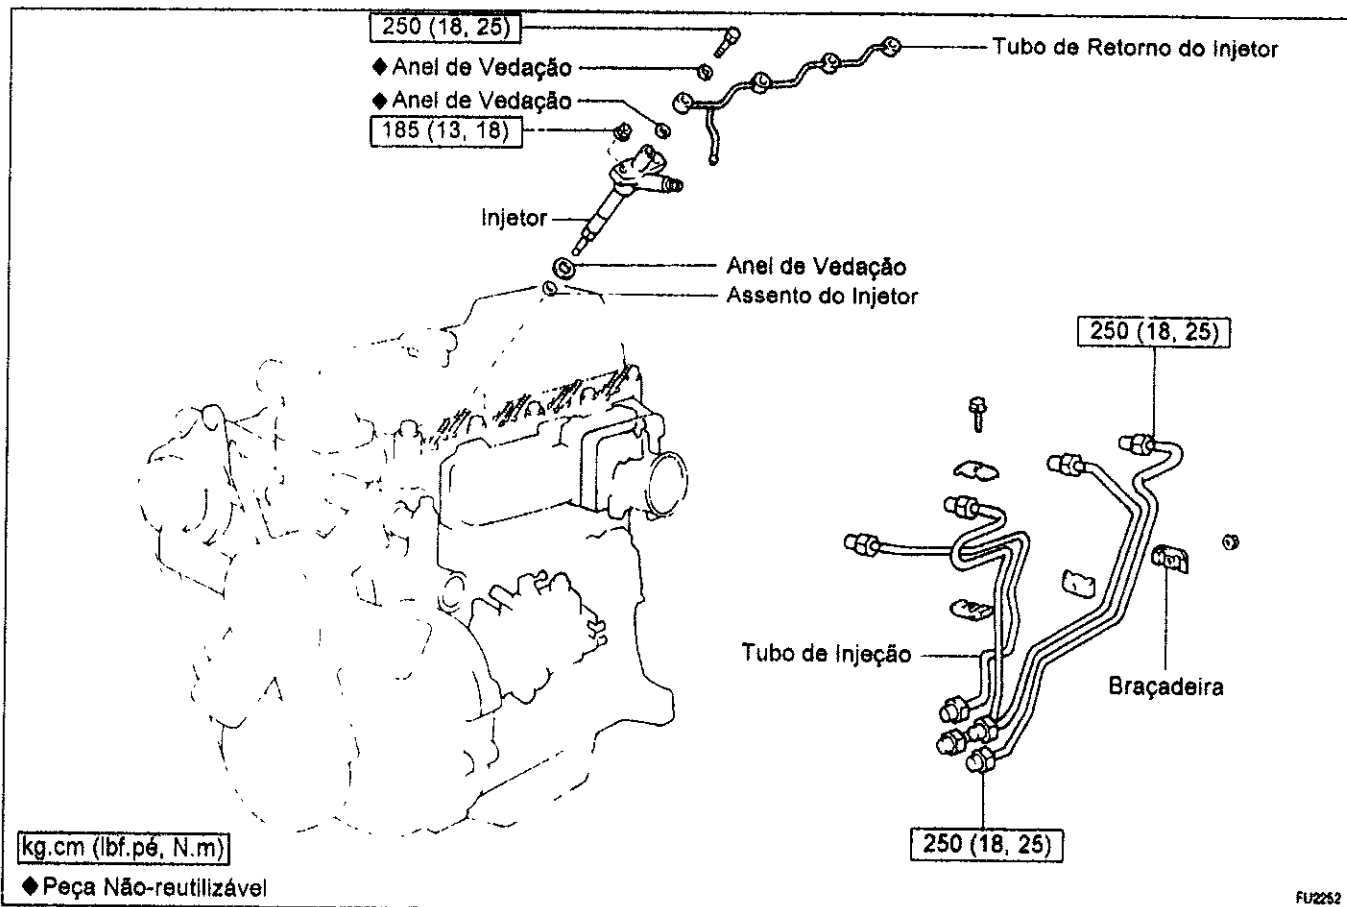 250 (18, 25)
◆Anel de Vedação
◆Anel de Vedação
185 (13, 18)
Tubo de Retorno do Injetor
Injetor
Anel de Vedação
Assento do Injetor
250 (18, 25)
Tubo de Injeção
Braçadeira
250 (18, 25)
kg.cm (lbf.pé, N.m)
◆Peça Não-reutilizável
FU2252